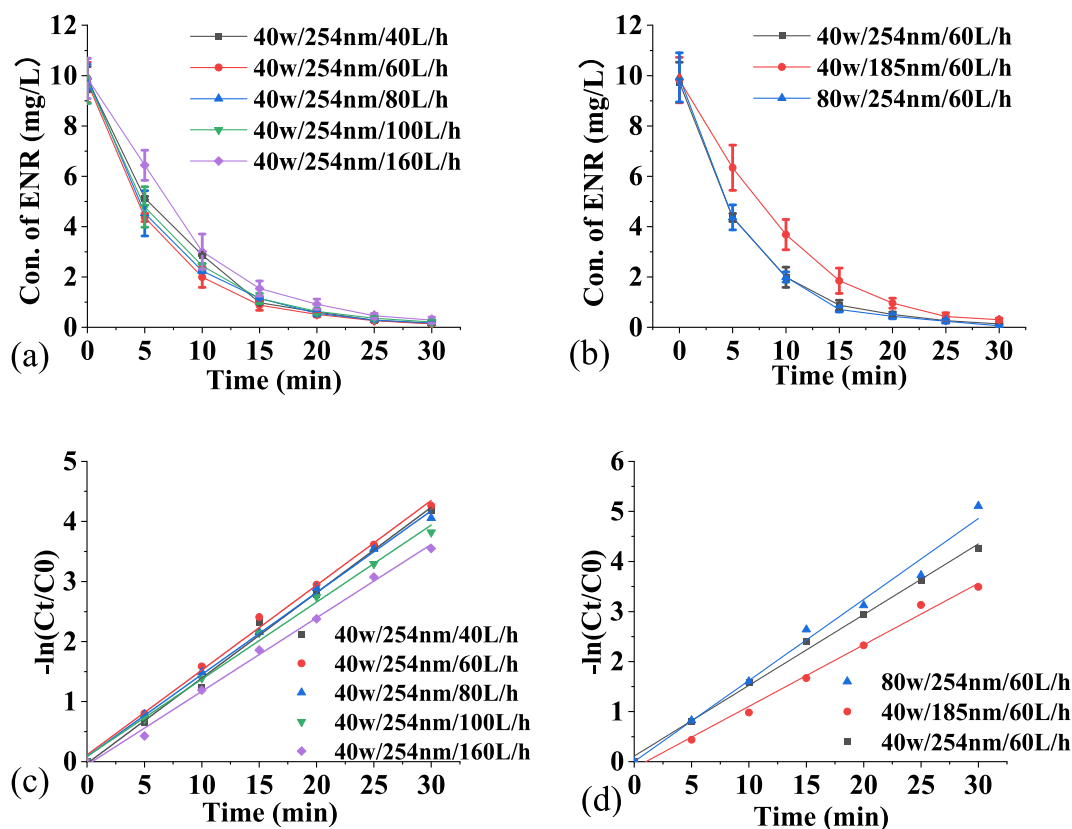 12
10
8
6
4
2
0
Con. of ENR (mg/L)
40w/254nm/40L/h
40w/254nm/60L/h
40w/254nm/80L/h
40w/254nm/100L/h
40w/254nm/160L/h
0 5 10 15 20 25 30
Time (min)
(a)
12
10
8
6
4
2
0
Con. of ENR (mg/L)
40w/254nm/60L/h
40w/185nm/60L/h
80w/254nm/60L/h
0 5 10 15 20 25 30
Time (min)
(b)
5
4
3
2
1
0
-ln(Ct/C0)
40w/254nm/40L/h
40w/254nm/60L/h
40w/254nm/80L/h
40w/254nm/100L/h
40w/254nm/160L/h
0 5 10 15 20 25 30
Time (min)
(c)
6
5
4
3
2
1
0
-ln(Ct/C0)
80w/254nm/60L/h
40w/185nm/60L/h
40w/254nm/60L/h
0 5 10 15 20 25 30
Time (min)
(d)